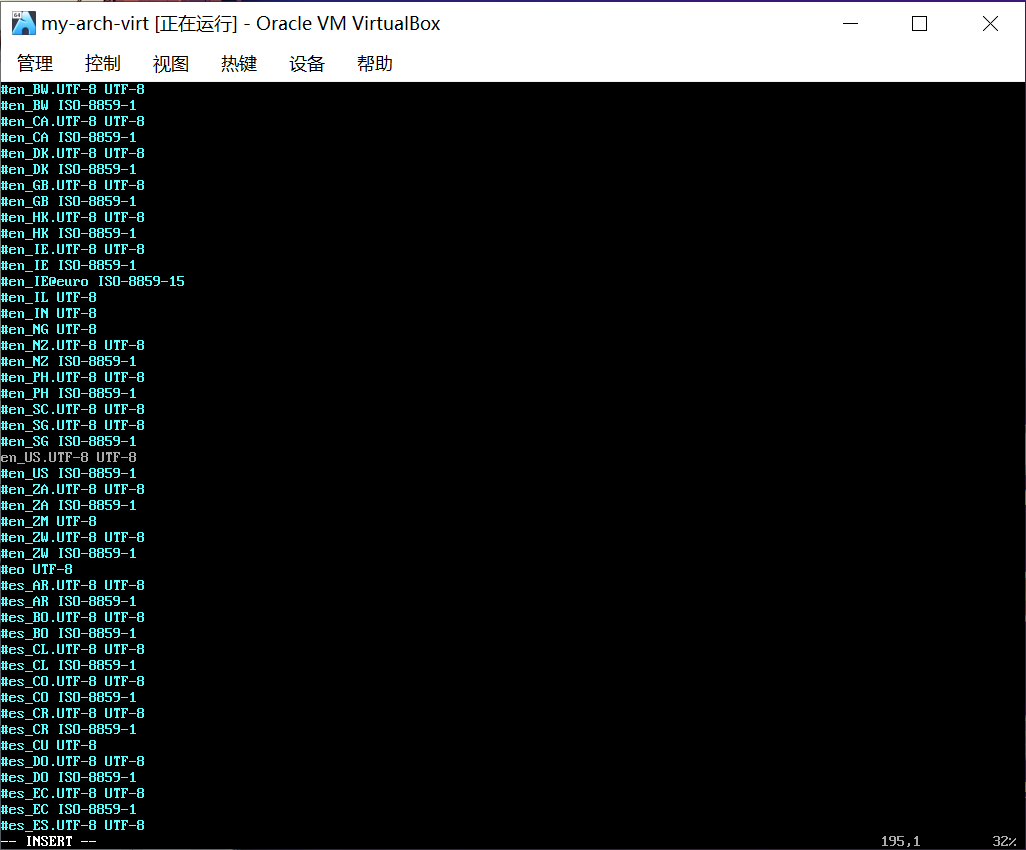 64
my-arch-virt [正在运行] - Oracle VM VirtualBox
管理 控制 视图 热键 设备 帮助
#en_BW.UTF-8 UTF-8
#en_BW ISO-8859-1
#en_CA.UTF-8 UTF-8
#en_CA ISO-8859-1
#en_DK.UTF-8 UTF-8
#en_DK ISO-8859-1
#en_GB.UTF-8 UTF-8
#en_GB ISO-8859-1
#en_HK.UTF-8 UTF-8
#en_HK ISO-8859-1
#en_IE.UTF-8 UTF-8
#en_IE ISO-8859-1
#en_IE@euro ISO-8859-15
#en_IL UTF-8
#en_IN UTF-8
#en_NG UTF-8
#en_NZ.UTF-8 UTF-8
#en_NZ ISO-8859-1
#en_PH.UTF-8 UTF-8
#en_PH ISO-8859-1
#en_SC.UTF-8 UTF-8
#en_SG.UTF-8 UTF-8
#en_SG ISO-8859-1
en_US.UTF-8 UTF-8
#en_US ISO-8859-1
#en_ZA.UTF-8 UTF-8
#en_ZA ISO-8859-1
#en_ZM UTF-8
#en_ZW.UTF-8 UTF-8
#en_ZW ISO-8859-1
#eo UTF-8
#es_AR.UTF-8 UTF-8
#es_AR ISO-8859-1
#es_BO.UTF-8 UTF-8
#es_BO ISO-8859-1
#es_CL.UTF-8 UTF-8
#es_CL ISO-8859-1
#es_CO.UTF-8 UTF-8
#es_CO ISO-8859-1
#es_CR.UTF-8 UTF-8
#es_CR ISO-8859-1
#es_CU UTF-8
#es_DO.UTF-8 UTF-8
#es_DO ISO-8859-1
#es_EC.UTF-8 UTF-8
#es_EC ISO-8859-1
#es_ES.UTF-8 UTF-8
-- INSERT -- 195,1 32%